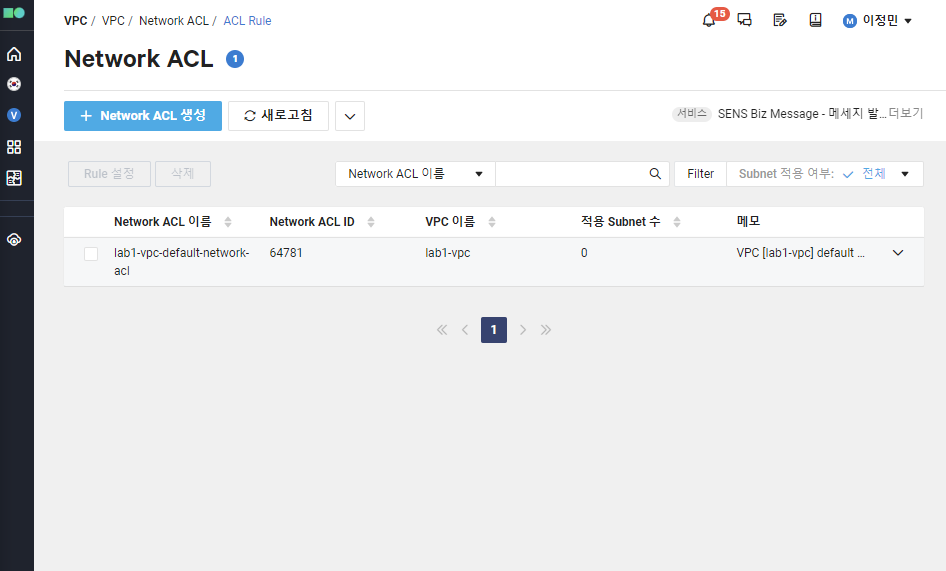 VPC / VPC / Network ACL / ACL Rule
15
M 이정민
Network ACL 1
V
+ Network ACL 생성
새로고침
서비스 SENS Biz Message - 메세지 발... 더보기
Rule 설정
삭제
Network ACL 이름
Filter
Subnet 적용 여부: 전체
Network ACL 이름 Network ACL ID VPC 이름 적용 Subnet 수 메모
lab1-vpc-default-network- 64781 lab1-vpc 0 VPC [lab1-vpc] default ...
acl
1